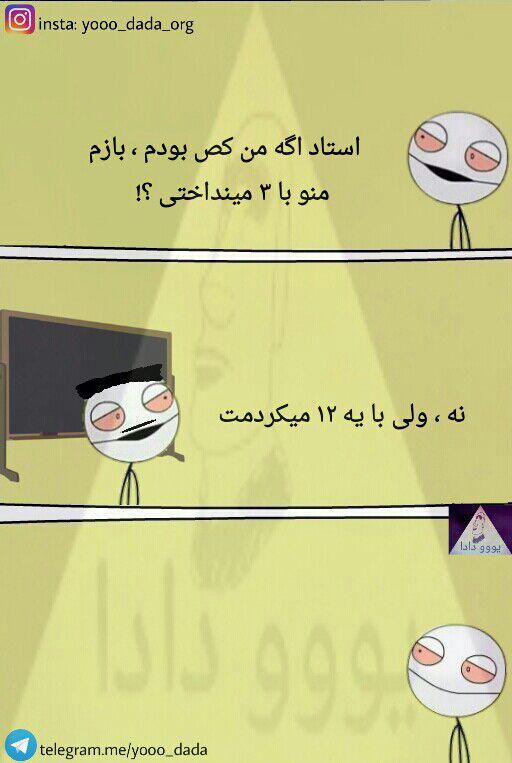 insta: yooo_dada_org
استاد اگه من کص بودم ، بازم
منو با ۳ مینداختی ؟!
نه ، ولی با یه ۱۲ میکردمت
یووو دادا
یووو دادا
telegram.me/yooo_dada